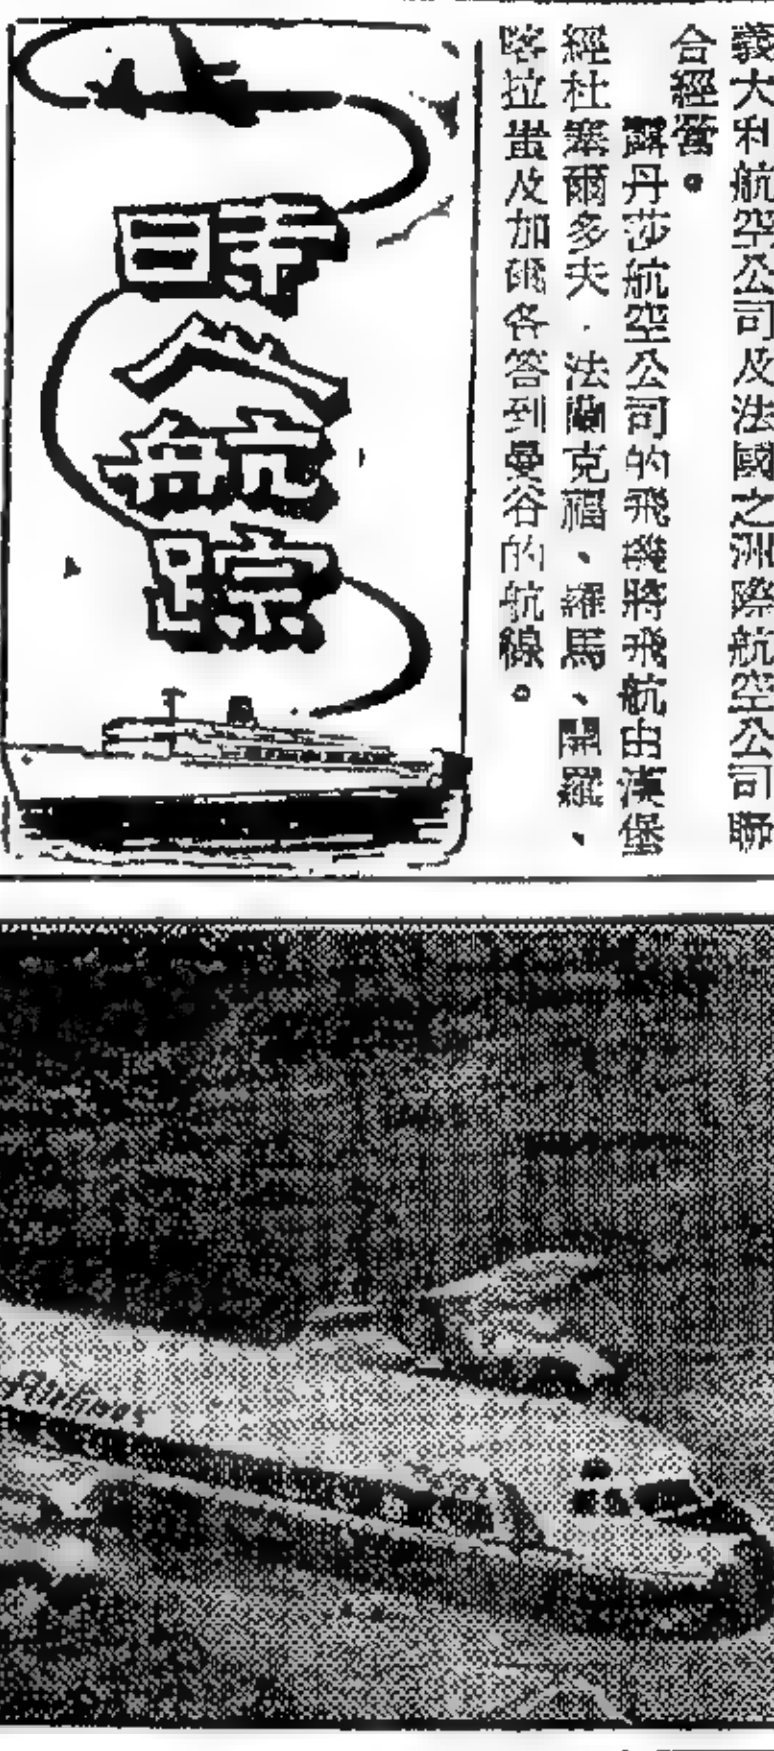 義大利航空公司及法國之洲際航空公司聯
合經營。
露丹莎航空公司的飛機將飛航由漢堡
經杜塞爾多夫．法蘭克福、羅馬、開羅、
喀拉蚩及加爾各答到曼谷的航線。
時人航踪
Airlines